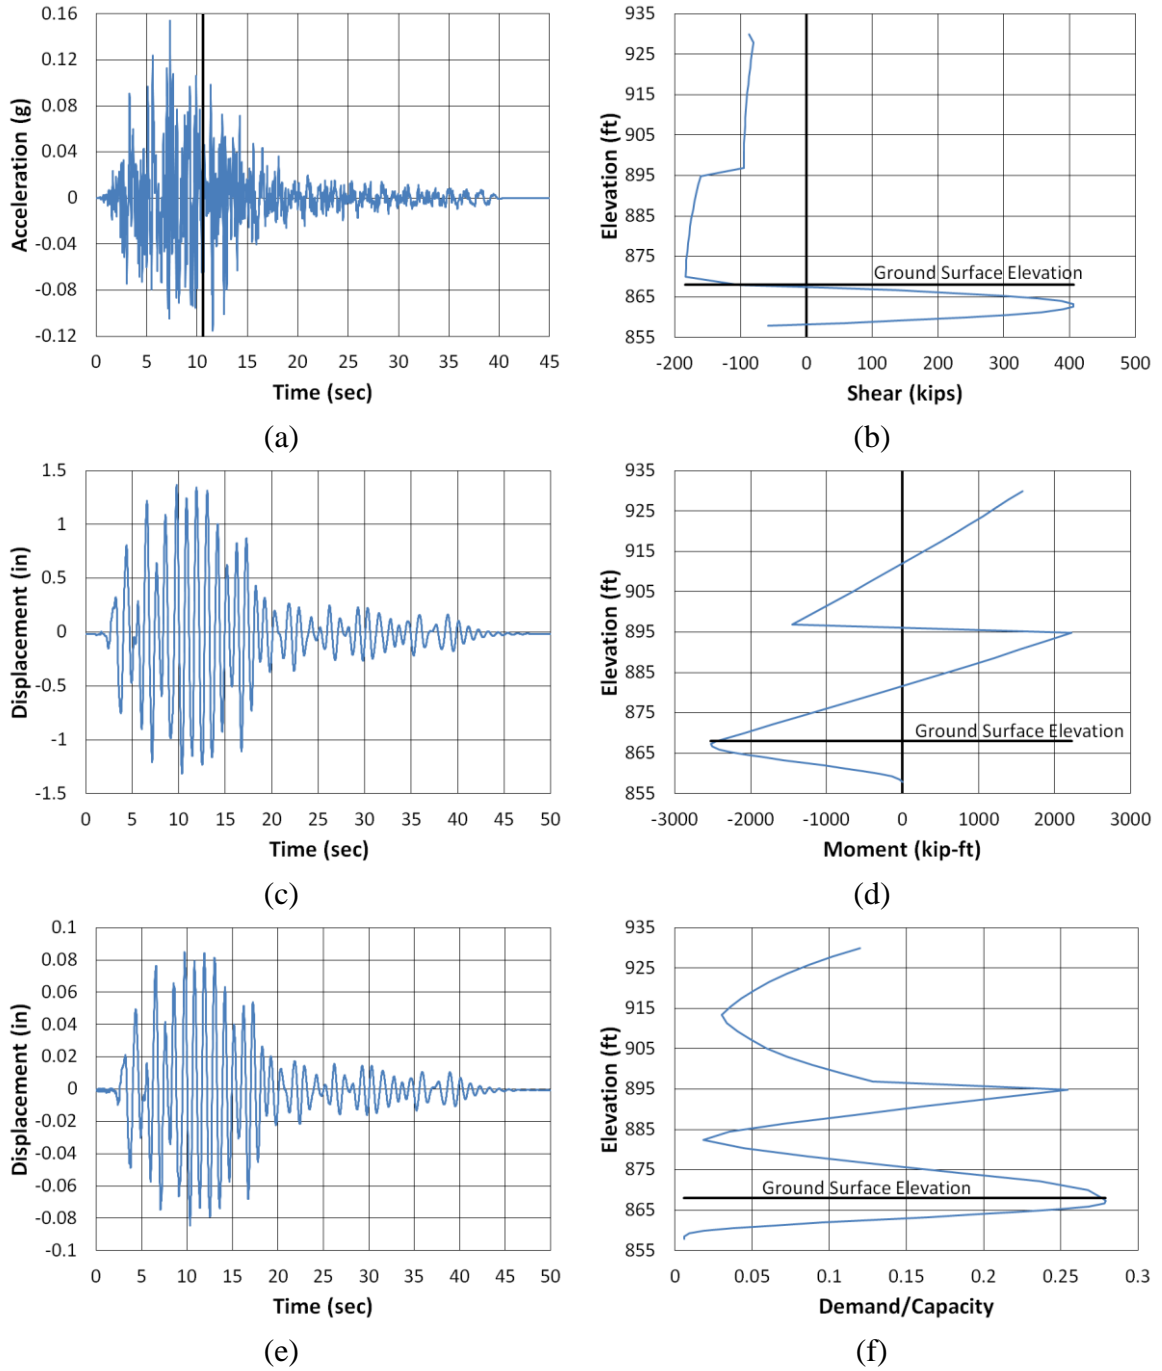 0.16
0.12
0.08
0.04
0
-0.04
-0.08
-0.12
Acceleration (g)
0 5 10 15 20 25 30 35 40 45
Time (sec)
(a)
935
925
915
905
895
885
875
865
855
Elevation (ft)
Ground Surface Elevation
-200 -100 0 100 200 300 400 500
Shear (kips)
(b)
1.5
1
0.5
0
-0.5
-1
-1.5
Displacement (in)
0 5 10 15 20 25 30 35 40 45 50
Time (sec)
(c)
935
925
915
905
895
885
875
865
855
Elevation (ft)
Ground Surface Elevation
-3000 -2000 -1000 0 1000 2000 3000
Moment (kip-ft)
(d)
0.1
0.08
0.06
0.04
0.02
0
-0.02
-0.04
-0.06
-0.08
-0.1
Displacement (in)
0 5 10 15 20 25 30 35 40 45 50
Time (sec)
(e)
935
925
915
905
895
885
875
865
855
Elevation (ft)
Ground Surface Elevation
0 0.05 0.1 0.15 0.2 0.25 0.3
Demand/Capacity
(f)